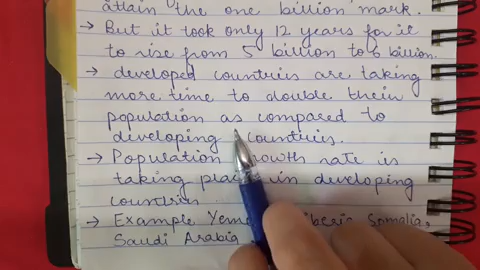 attain the one billion mark.
→ But it took only 12 years for it
to rise from 5 billion to 6 billion.
→ developed countries are taking
more time to double their
population as compared to
developing countries.
→ Population growth rate is
taking place in developing
countries.
→ Example Yemen, Liberia, Somalia,
Saudi Arabia